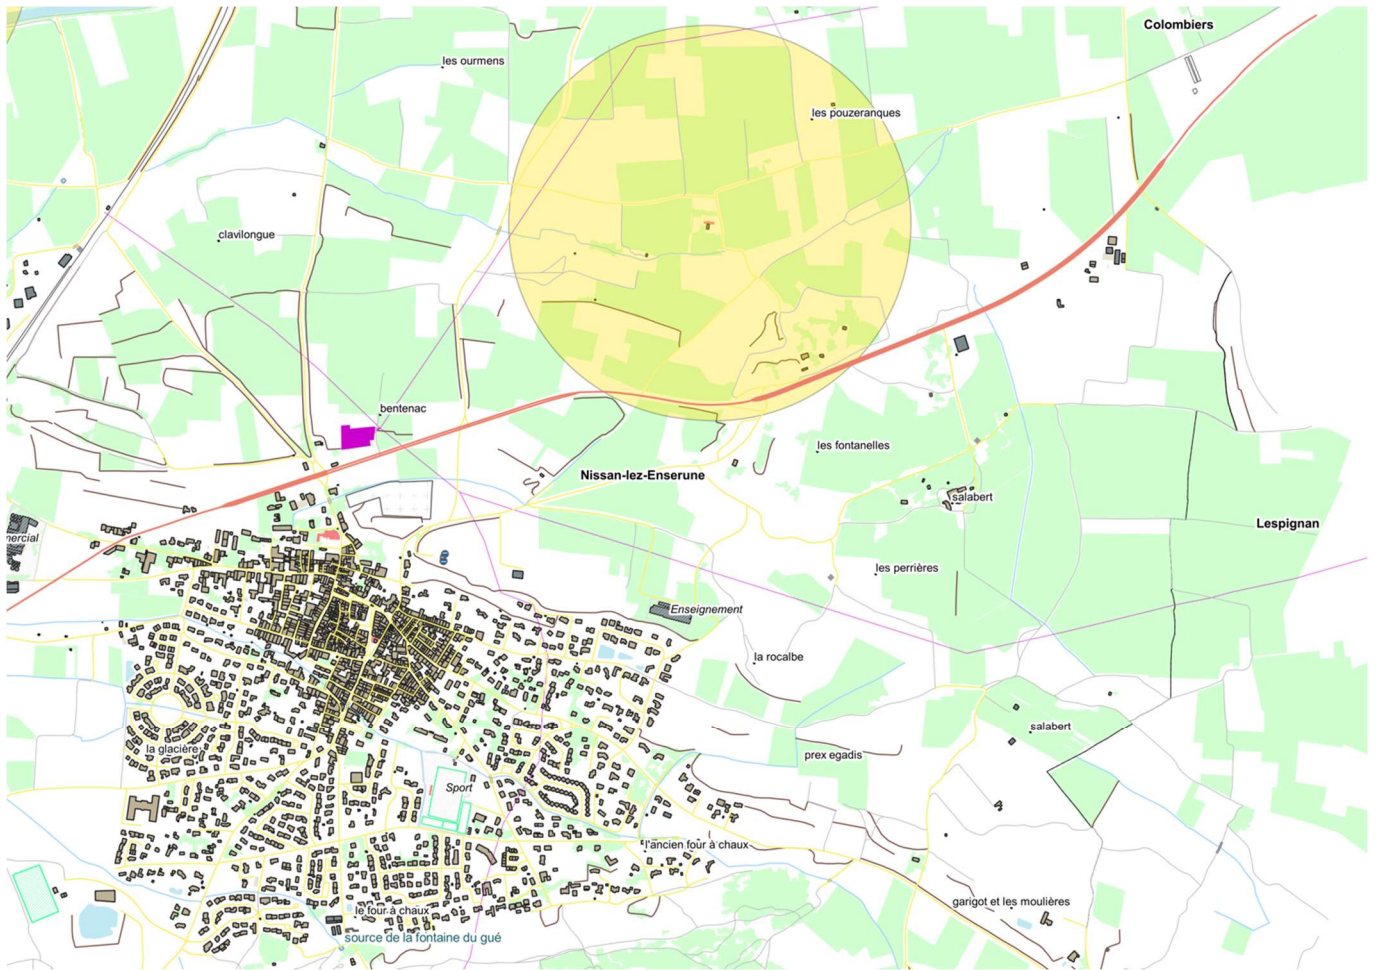 Colombiers
les ourmens
les pouzeranques
clavilongue
bentenac
les fontanelles
Nissan-lez-Enserune
salabert
Lespignan
mercial
les perrières
Enseignement
la rocalbe
salabert
la glacière
prex egadis
Sport
l'ancien four à chaux
garigot et les moulières
le four à chaux
source de la fontaine du gué